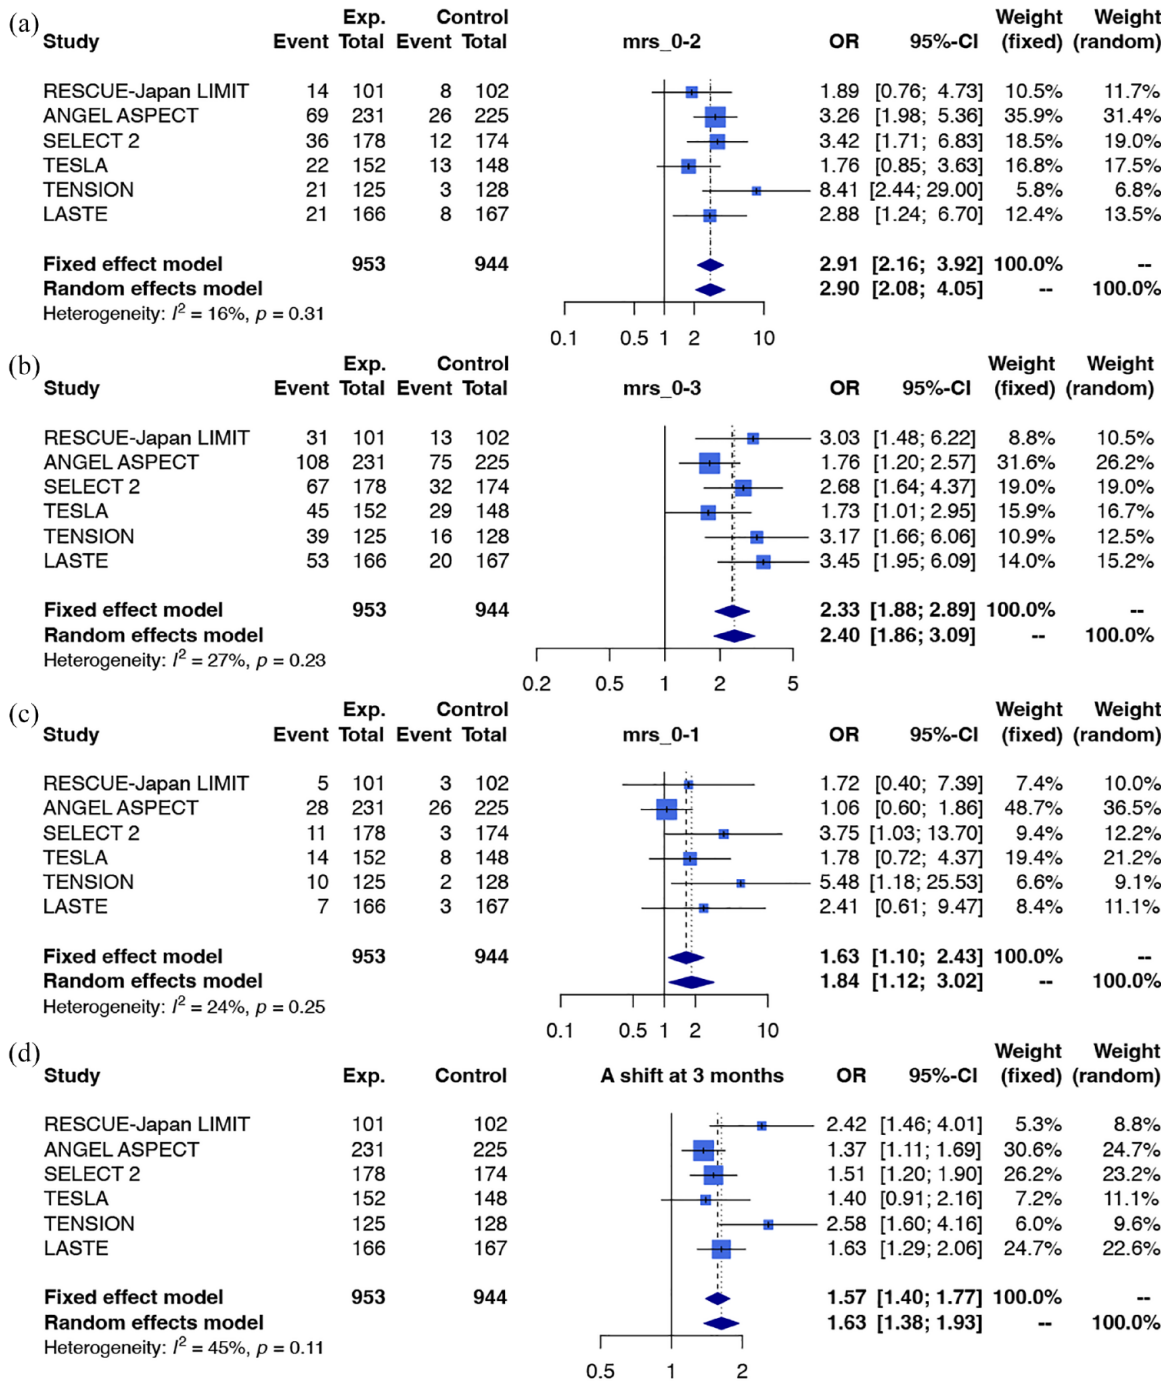 (a) Exp. Control Weight Weight
Study Event Total Event Total mrs_0-2 OR 95%-CI (fixed) (random)
RESCUE-Japan LIMIT 14 101 8 102 1.89 [0.76; 4.73] 10.5% 11.7%
ANGEL ASPECT 69 231 26 225 3.26 [1.98; 5.36] 35.9% 31.4%
SELECT 2 36 178 12 174 3.42 [1.71; 6.83] 18.5% 19.0%
TESLA 22 152 13 148 1.76 [0.85; 3.63] 16.8% 17.5%
TENSION 21 125 3 128 8.41 [2.44; 29.00] 5.8% 6.8%
LASTE 21 166 8 167 2.88 [1.24; 6.70] 12.4% 13.5%
Fixed effect model 953 944 2.91 [2.16; 3.92] 100.0% --
Random effects model 2.90 [2.08; 4.05] -- 100.0%
Heterogeneity: I² = 16%, p = 0.31
0.1 0.5 1 2 10
(b) Exp. Control Weight Weight
Study Event Total Event Total mrs_0-3 OR 95%-CI (fixed) (random)
RESCUE-Japan LIMIT 31 101 13 102 3.03 [1.48; 6.22] 8.8% 10.5%
ANGEL ASPECT 108 231 75 225 1.76 [1.20; 2.57] 31.6% 26.2%
SELECT 2 67 178 32 174 2.68 [1.64; 4.37] 19.0% 19.0%
TESLA 45 152 29 148 1.73 [1.01; 2.95] 15.9% 16.7%
TENSION 39 125 16 128 3.17 [1.66; 6.06] 10.9% 12.5%
LASTE 53 166 20 167 3.45 [1.95; 6.09] 14.0% 15.2%
Fixed effect model 953 944 2.33 [1.88; 2.89] 100.0% --
Random effects model 2.40 [1.86; 3.09] -- 100.0%
Heterogeneity: I² = 27%, p = 0.23
0.2 0.5 1 2 5
(c) Exp. Control Weight Weight
Study Event Total Event Total mrs_0-1 OR 95%-CI (fixed) (random)
RESCUE-Japan LIMIT 5 101 3 102 1.72 [0.40; 7.39] 7.4% 10.0%
ANGEL ASPECT 28 231 26 225 1.06 [0.60; 1.86] 48.7% 36.5%
SELECT 2 11 178 3 174 3.75 [1.03; 13.70] 9.4% 12.2%
TESLA 14 152 8 148 1.78 [0.72; 4.37] 19.4% 21.2%
TENSION 10 125 2 128 5.48 [1.18; 25.53] 6.6% 9.1%
LASTE 7 166 3 167 2.41 [0.61; 9.47] 8.4% 11.1%
Fixed effect model 953 944 1.63 [1.10; 2.43] 100.0% --
Random effects model 1.84 [1.12; 3.02] -- 100.0%
Heterogeneity: I² = 24%, p = 0.25
0.1 0.5 1 2 10
(d) Weight Weight
Study Exp. Control A shift at 3 months OR 95%-CI (fixed) (random)
RESCUE-Japan LIMIT 101 102 2.42 [1.46; 4.01] 5.3% 8.8%
ANGEL ASPECT 231 225 1.37 [1.11; 1.69] 30.6% 24.7%
SELECT 2 178 174 1.51 [1.20; 1.90] 26.2% 23.2%
TESLA 152 148 1.40 [0.91; 2.16] 7.2% 11.1%
TENSION 125 128 2.58 [1.60; 4.16] 6.0% 9.6%
LASTE 166 167 1.63 [1.29; 2.06] 24.7% 22.6%
Fixed effect model 953 944 1.57 [1.40; 1.77] 100.0% --
Random effects model 1.63 [1.38; 1.93] -- 100.0%
Heterogeneity: I² = 45%, p = 0.11
0.5 1 2